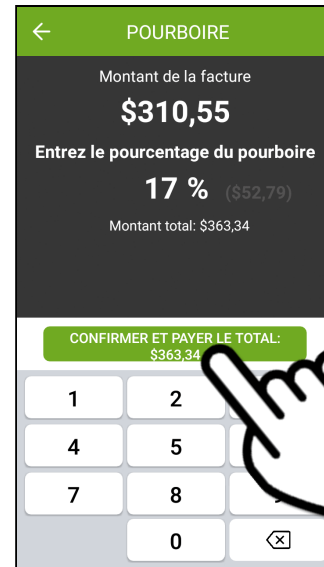 POURBOIRE
Montant de la facture
$310,55
Entrez le pourcentage du pourboire
17 % ($52,79)
Montant total: $363,34
CONFIRMER ET PAYER LE TOTAL:
$363,34
1 2
4 5
7 8
0